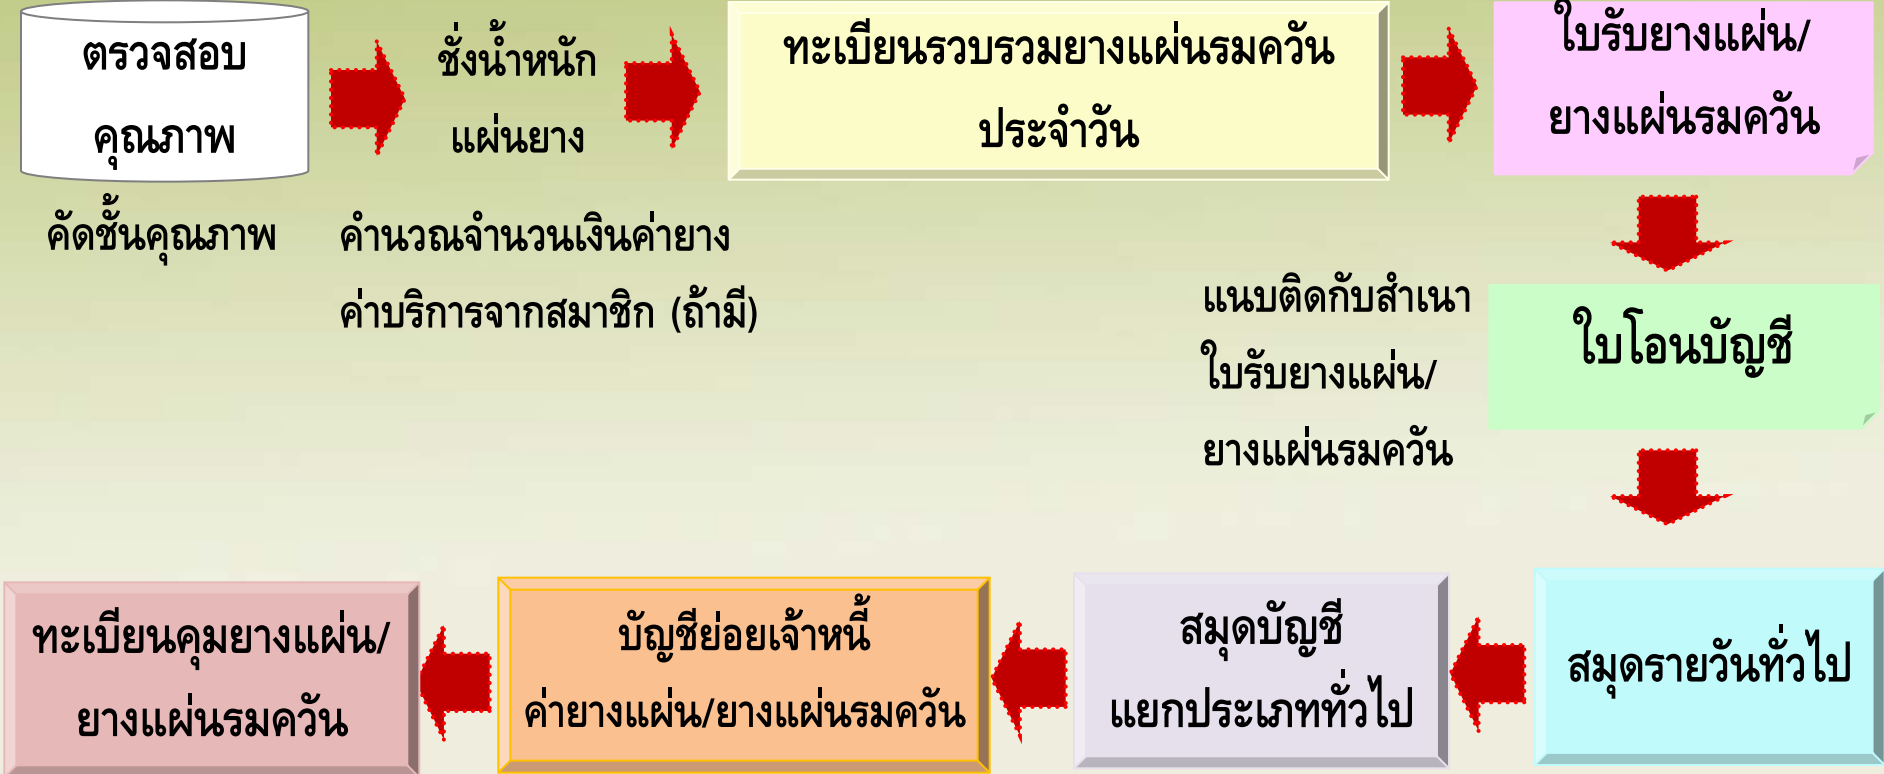 ตรวจสอบ
คุณภาพ
คัดชั้นคุณภาพ
ชั่งน้ำหนัก
แผ่นยาง
คำนวณจำนวนเงินค่ายาง
ค่าบริการจากสมาชิก (ถ้ามี)
ทะเบียนรวบรวมยางแผ่นรมควัน
ประจำวัน
ใบรับยางแผ่น/
ยางแผ่นรมควัน
แนบติดกับสำเนา
ใบรับยางแผ่น/
ยางแผ่นรมควัน
ใบโอนบัญชี
สมุดรายวันทั่วไป
สมุดบัญชี
แยกประเภททั่วไป
บัญชีย่อยเจ้าหนี้
ค่ายางแผ่น/ยางแผ่นรมควัน
ทะเบียนคุมยางแผ่น/
ยางแผ่นรมควัน